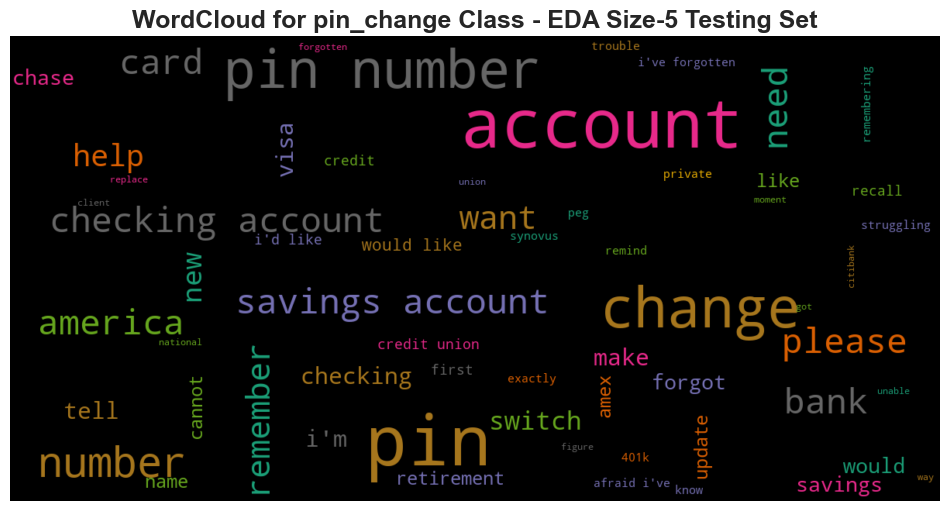 WordCloud for pin_change Class - EDA Size-5 Testing Set
forgotten
trouble
card
pin number
i've forgotten
chase
need
remembering
account
visa
help
credit
replace
union
private
like
moment
recall
client
checking account
want
peg
struggling
i'd like
would like
synovus
remind
new
citibank
savings account
change
got
america
national
please
credit union
make
remember
checking
first
exactly
amex
forgot
cannot
bank
unable
tell
switch
pin
i'm
update
figure
number
401k
would
name
retirement
afraid i've
know
savings
way